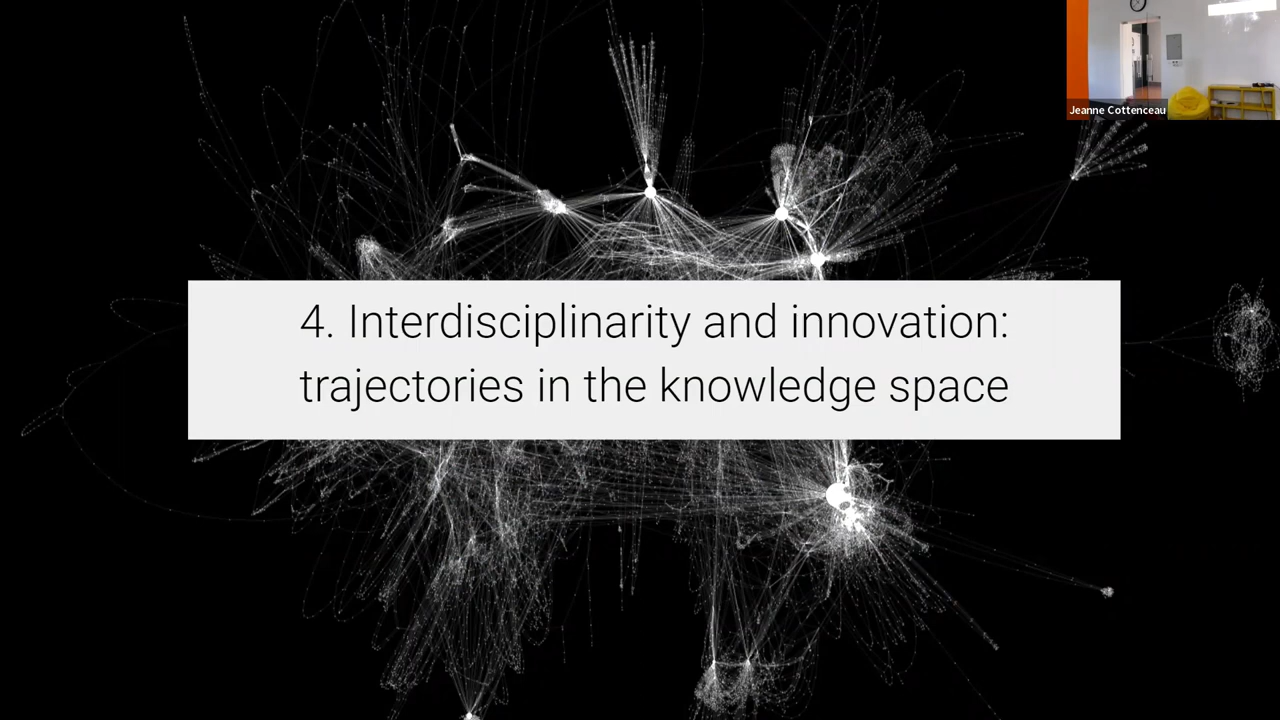 Jeanne Cottenceau
4. Interdisciplinarity and innovation:
trajectories in the knowledge space